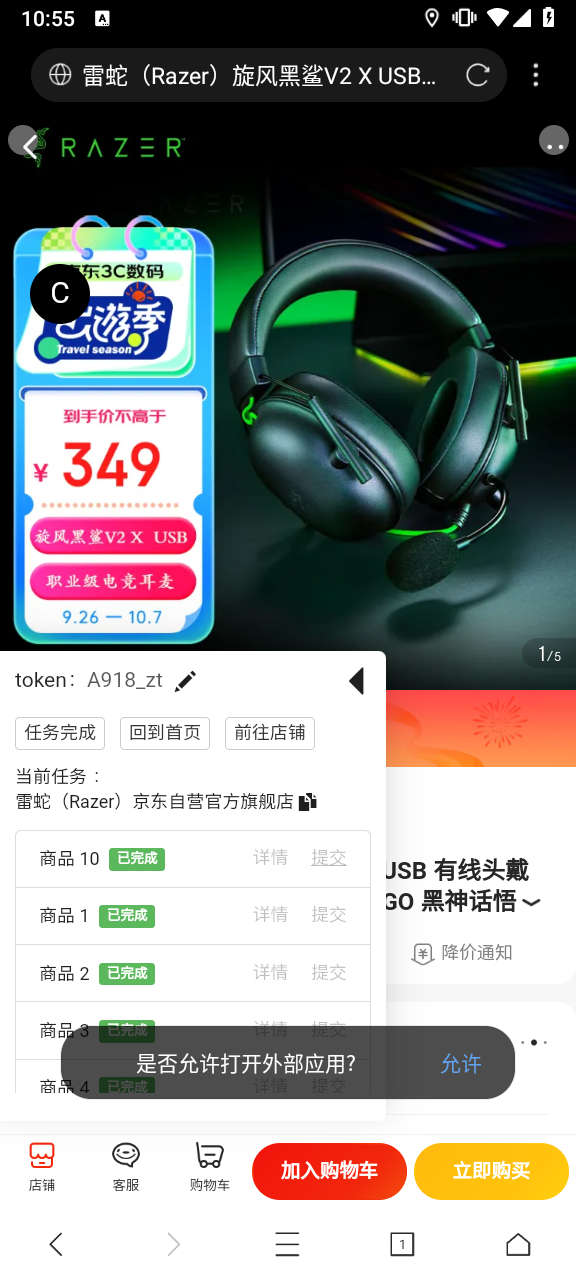 10:55
A
雷蛇（Razer）旋风黑鲨V2 X USB...
RAZER
RAZER
京东3C数码
C
出游季
Travel season
到手价不高于
¥ 349
旋风黑鲨V2 X USB
职业级电竞耳麦
9.26 — 10.7
1/5
token： A918_zt
任务完成
回到首页
前往店铺
当前任务：
雷蛇（Razer）京东自营官方旗舰店
商品 10 已完成 详情 提交
商品 1 已完成 详情 提交
商品 2 已完成 详情 提交
商品 3 已完成 详情 提交
商品 4 已完成 详情 提交
USB 有线头戴
GO 黑神话悟
降价通知
是否允许打开外部应用? 允许
店铺
客服
购物车
加入购物车
立即购买
1